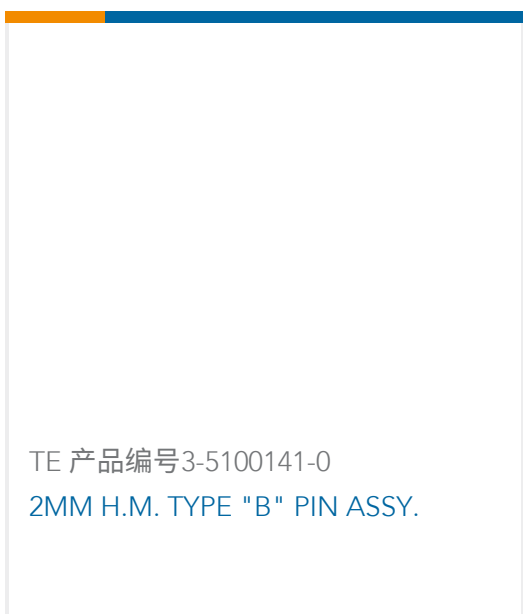 TE 产品编号3-5100141-0
2MM H.M. TYPE "B" PIN ASSY.